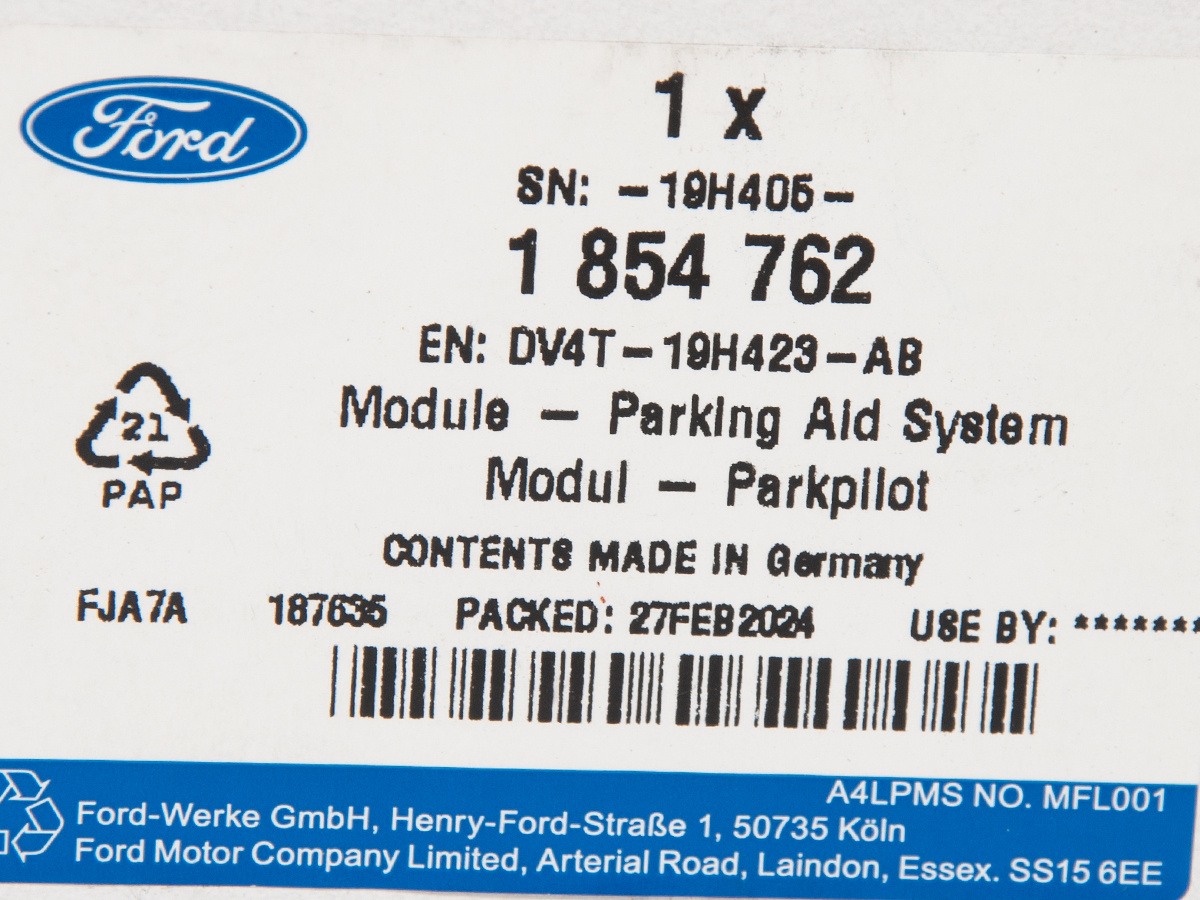 Ford
1 x
SN: -19H405-
1 854 762
EN: DV4T-19H423-AB
Module - Parking Aid System
Modul - Parkpilot
21
PAP
CONTENTS MADE IN Germany
FJA7A 187635 PACKED: 27FEB2024 USE BY: *******
A4LPMS NO. MFL001
Ford-Werke GmbH, Henry-Ford-Straße 1, 50735 Köln
Ford Motor Company Limited, Arterial Road, Laindon, Essex. SS15 6EE